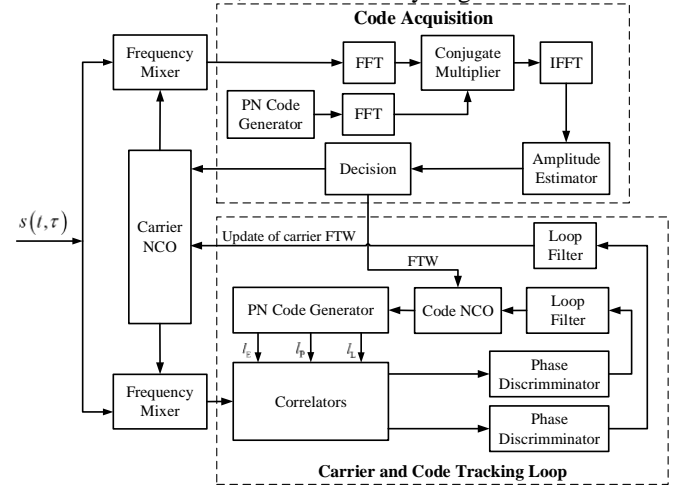 Code Acquisition
Frequency
Mixer
FFT
Conjugate
Multiplier
IFFT
PN Code
Generator
FFT
Decision
Amplitude
Estimator
s(t,τ)
Carrier
NCO
Update of carrier FTW
Loop
Filter
FTW
PN Code Generator
Code NCO
Loop
Filter
l_E l_P l_L
Frequency
Mixer
Correlators
Phase
Discrimminator
Phase
Discrimminator
Carrier and Code Tracking Loop